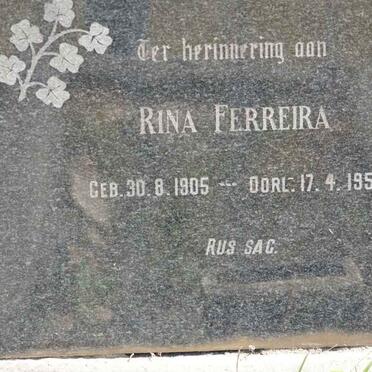 Ter herinnering aan
RINA FERREIRA
GEB. 30. 8. 1905 --- OORL. 17. 4. 195
RUS SAG.